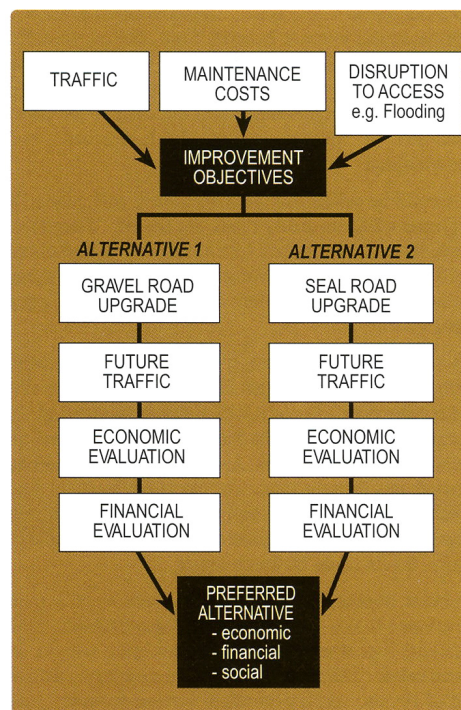 TRAFFIC
MAINTENANCE
COSTS
DISRUPTION
TO ACCESS
e.g. Flooding
IMPROVEMENT
OBJECTIVES
ALTERNATIVE 1
ALTERNATIVE 2
GRAVEL ROAD
UPGRADE
SEAL ROAD
UPGRADE
FUTURE
TRAFFIC
FUTURE
TRAFFIC
ECONOMIC
EVALUATION
ECONOMIC
EVALUATION
FINANCIAL
EVALUATION
FINANCIAL
EVALUATION
PREFERRED
ALTERNATIVE
- economic
- financial
- social